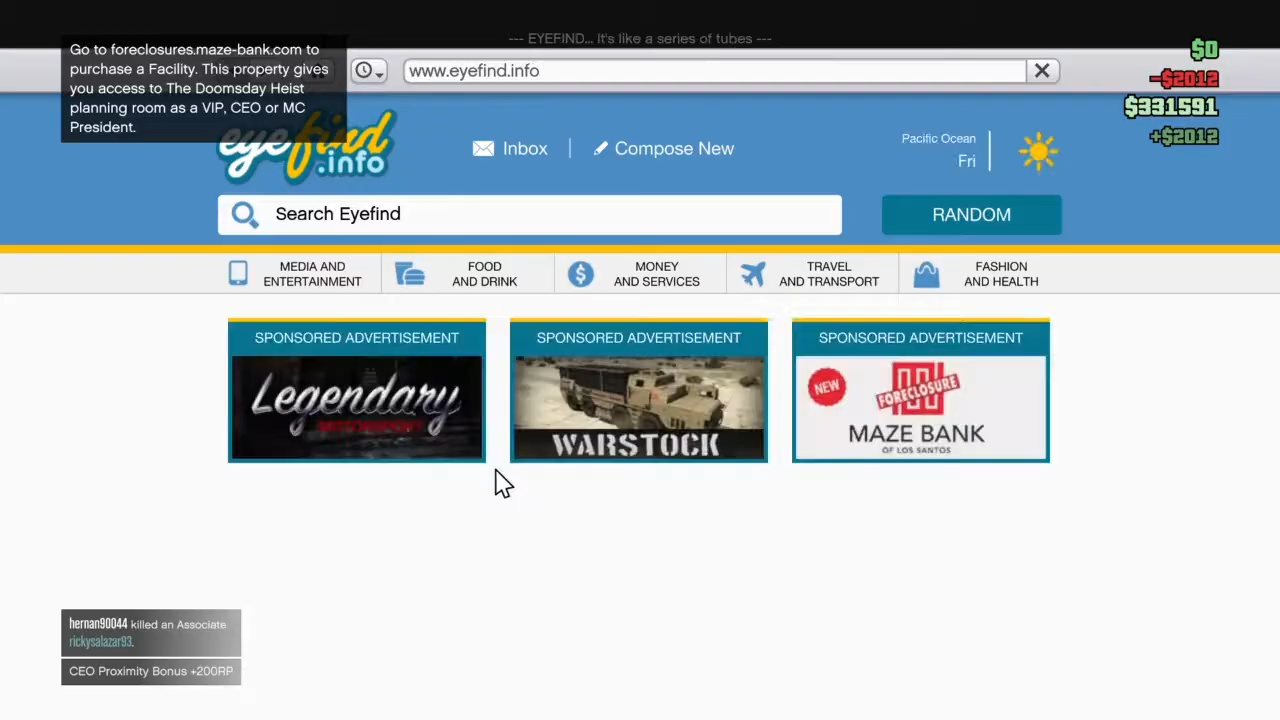 --- EYEFIND... It's like a series of tubes ---
Go to foreclosures.maze-bank.com to
purchase a Facility. This property gives
you access to The Doomsday Heist
planning room as a VIP, CEO or MC
President.
www.eyefind.info
$0
-$2012
$331591
+$2012
eyefind
.info
Inbox
Compose New
Pacific Ocean
Fri
Search Eyefind
RANDOM
MEDIA AND
ENTERTAINMENT
FOOD
AND DRINK
MONEY
AND SERVICES
TRAVEL
AND TRANSPORT
FASHION
AND HEALTH
SPONSORED ADVERTISEMENT
Legendary
MOTORSPORT
SPONSORED ADVERTISEMENT
WARSTOCK
SPONSORED ADVERTISEMENT
NEW
FORECLOSURE
MAZE BANK
OF LOS SANTOS
hernan90044 killed an Associate
rickysalazar93.
CEO Proximity Bonus +200RP